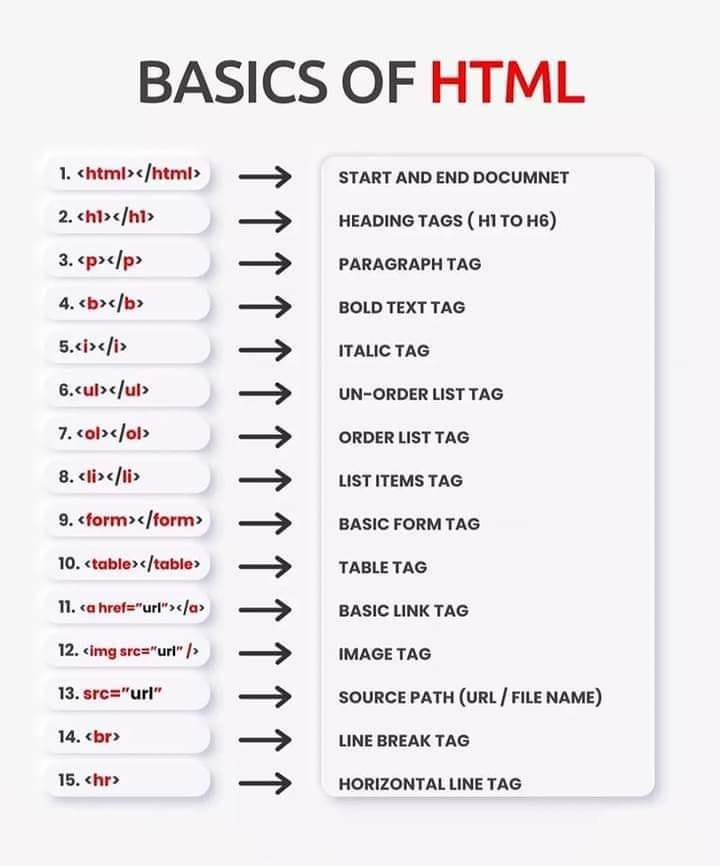 BASICS OF HTML
1. <html></html> → START AND END DOCUMNET
2. <h1></h1> → HEADING TAGS ( H1 TO H6)
3. <p></p> → PARAGRAPH TAG
4. <b></b> → BOLD TEXT TAG
5.<i></i> → ITALIC TAG
6.<ul></ul> → UN-ORDER LIST TAG
7. <ol></ol> → ORDER LIST TAG
8. <li></li> → LIST ITEMS TAG
9. <form></form> → BASIC FORM TAG
10. <table></table> → TABLE TAG
11. <a href="url"></a> → BASIC LINK TAG
12. <img src="url" /> → IMAGE TAG
13. src="url" → SOURCE PATH (URL / FILE NAME)
14. <br> → LINE BREAK TAG
15. <hr> → HORIZONTAL LINE TAG